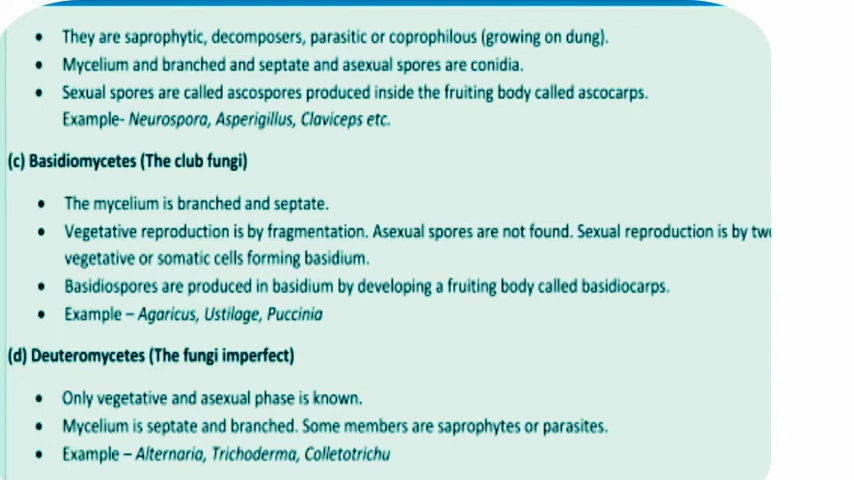 • They are saprophytic, decomposers, parasitic or coprophilous (growing on dung).
• Mycelium and branched and septate and asexual spores are conidia.
• Sexual spores are called ascospores produced inside the fruiting body called ascocarps.
Example- Neurospora, Asperigillus, Claviceps etc.
(c) Basidiomycetes (The club fungi)
• The mycelium is branched and septate.
• Vegetative reproduction is by fragmentation. Asexual spores are not found. Sexual reproduction is by
vegetative or somatic cells forming basidium.
• Basidiospores are produced in basidium by developing a fruiting body called basidiocarps.
• Example – Agaricus, Ustilage, Puccinia
(d) Deuteromycetes (The fungi imperfect)
• Only vegetative and asexual phase is known.
• Mycelium is septate and branched. Some members are saprophytes or parasites.
• Example – Alternaria, Trichoderma, Colletotrichu